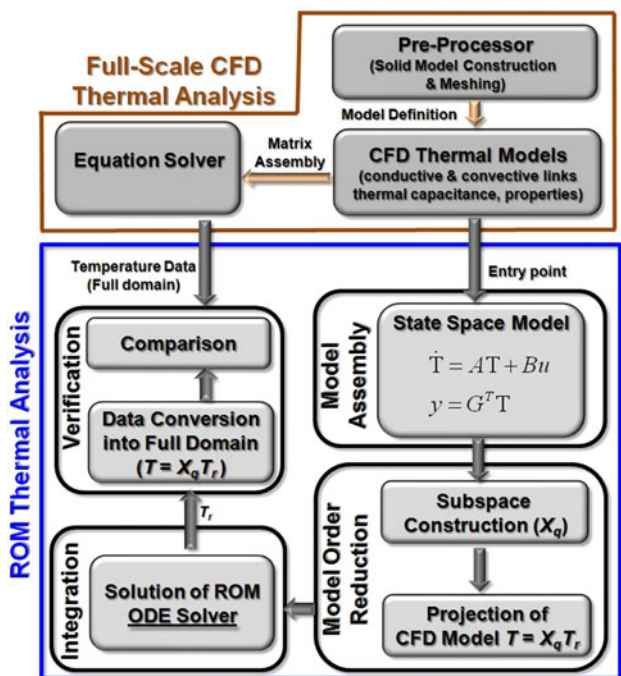 Full-Scale CFD
Thermal Analysis
Pre-Processor
(Solid Model Construction
& Meshing)
Model Definition
CFD Thermal Models
(conductive & convective links
thermal capacitance, properties)
Matrix
Assembly
Equation Solver
Temperature Data
(Full domain)
Entry point
ROM Thermal Analysis
Verification
Comparison
Data Conversion
into Full Domain
(T = XqTr)
Tr
Integration
Solution of ROM
ODE Solver
Model
Assembly
State Space Model
Ṫ = AT + Bu
y = G^T T
Model Order
Reduction
Subspace
Construction (Xq)
Projection of
CFD Model T = XqTr